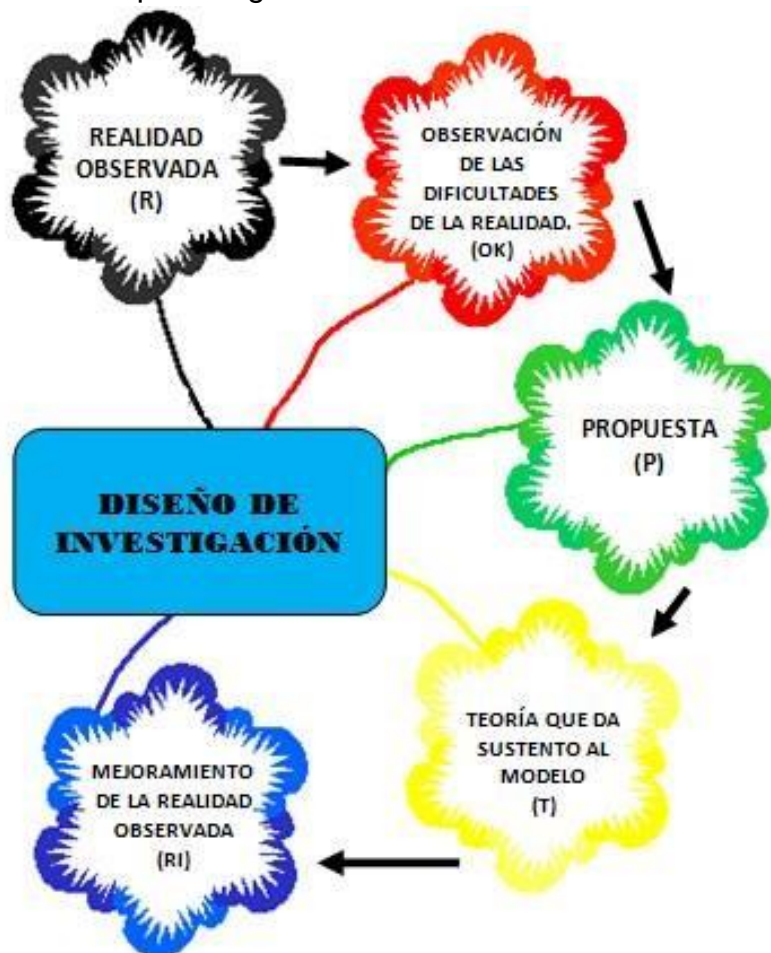 REALIDAD
OBSERVADA
(R)
OBSERVACIÓN
DE LAS
DIFICULTADES
DE LA REALIDAD.
(OK)
PROPUESTA
(P)
DISEÑO DE
INVESTIGACIÓN
TEORÍA QUE DA
SUSTENTO AL
MODELO
(T)
MEJORAMIENTO
DE LA REALIDAD
OBSERVADA
(RI)